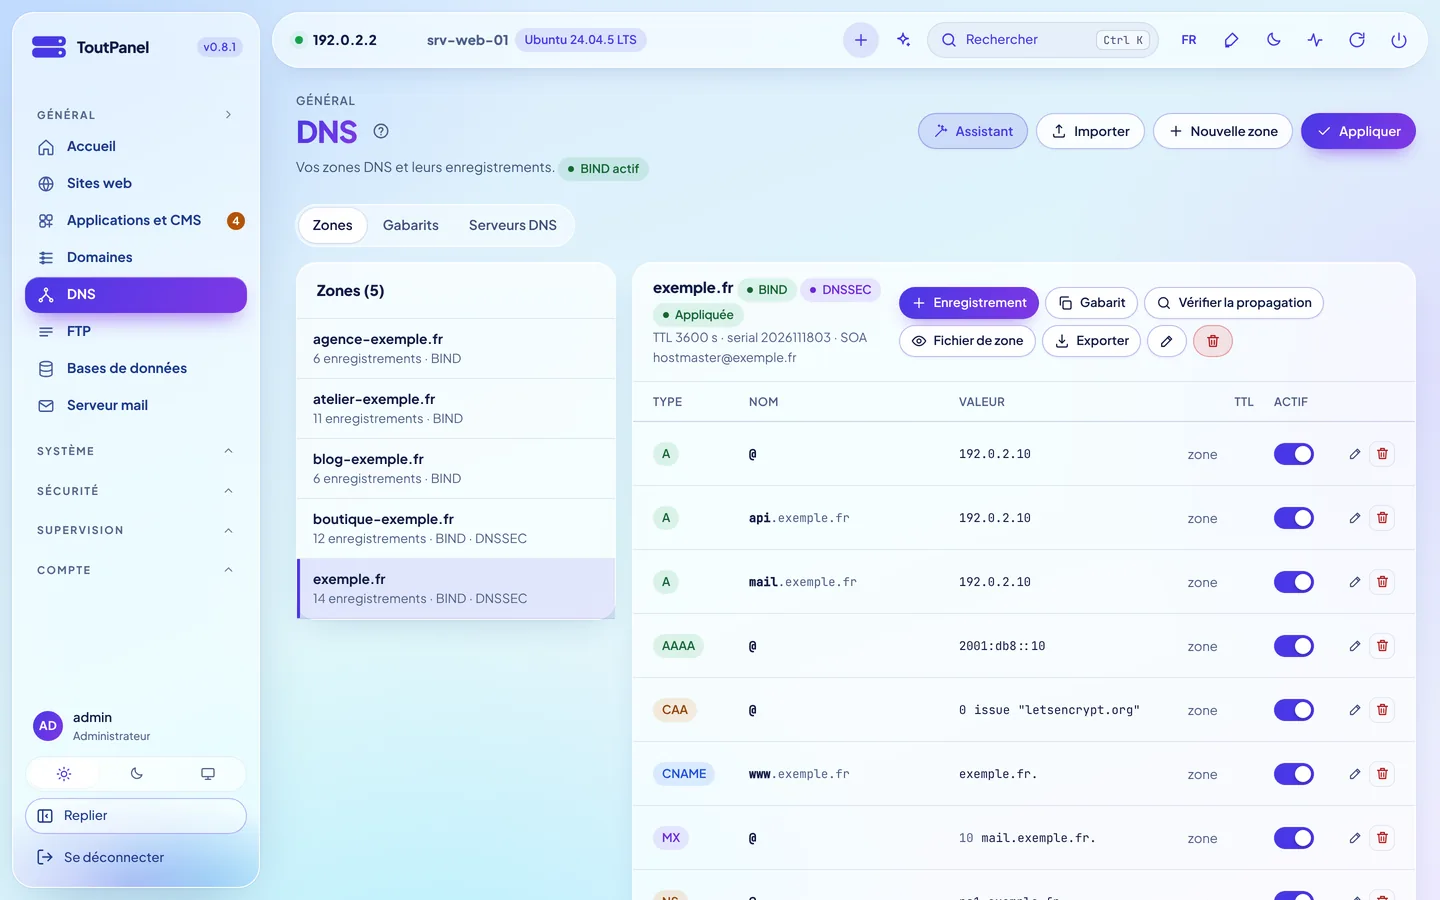 ToutPanel v0.8.1
GÉNÉRAL
Accueil
Sites web
Applications et CMS 4
Domaines
DNS
FTP
Bases de données
Serveur mail
SYSTÈME
SÉCURITÉ
SUPERVISION
COMPTE
AD admin
Administrateur
Replier
Se déconnecter
192.0.2.2 srv-web-01 Ubuntu 24.04.5 LTS Rechercher Ctrl K FR
GÉNÉRAL
DNS
Vos zones DNS et leurs enregistrements. BIND actif
Assistant Importer Nouvelle zone Appliquer
Zones Gabarits Serveurs DNS
Zones (5)
agence-exemple.fr
6 enregistrements · BIND
atelier-exemple.fr
11 enregistrements · BIND
blog-exemple.fr
6 enregistrements · BIND
boutique-exemple.fr
12 enregistrements · BIND · DNSSEC
exemple.fr
14 enregistrements · BIND · DNSSEC
exemple.fr BIND DNSSEC
Appliquée
TTL 3600 s · serial 2026111803 · SOA
hostmaster@exemple.fr
Enregistrement Gabarit Vérifier la propagation
Fichier de zone Exporter
TYPE NOM VALEUR TTL ACTIF
A @ 192.0.2.10 zone
A api.exemple.fr 192.0.2.10 zone
A mail.exemple.fr 192.0.2.10 zone
AAAA @ 2001:db8::10 zone
CAA @ 0 issue "letsencrypt.org" zone
CNAME www.exemple.fr exemple.fr. zone
MX @ 10 mail.exemple.fr. zone